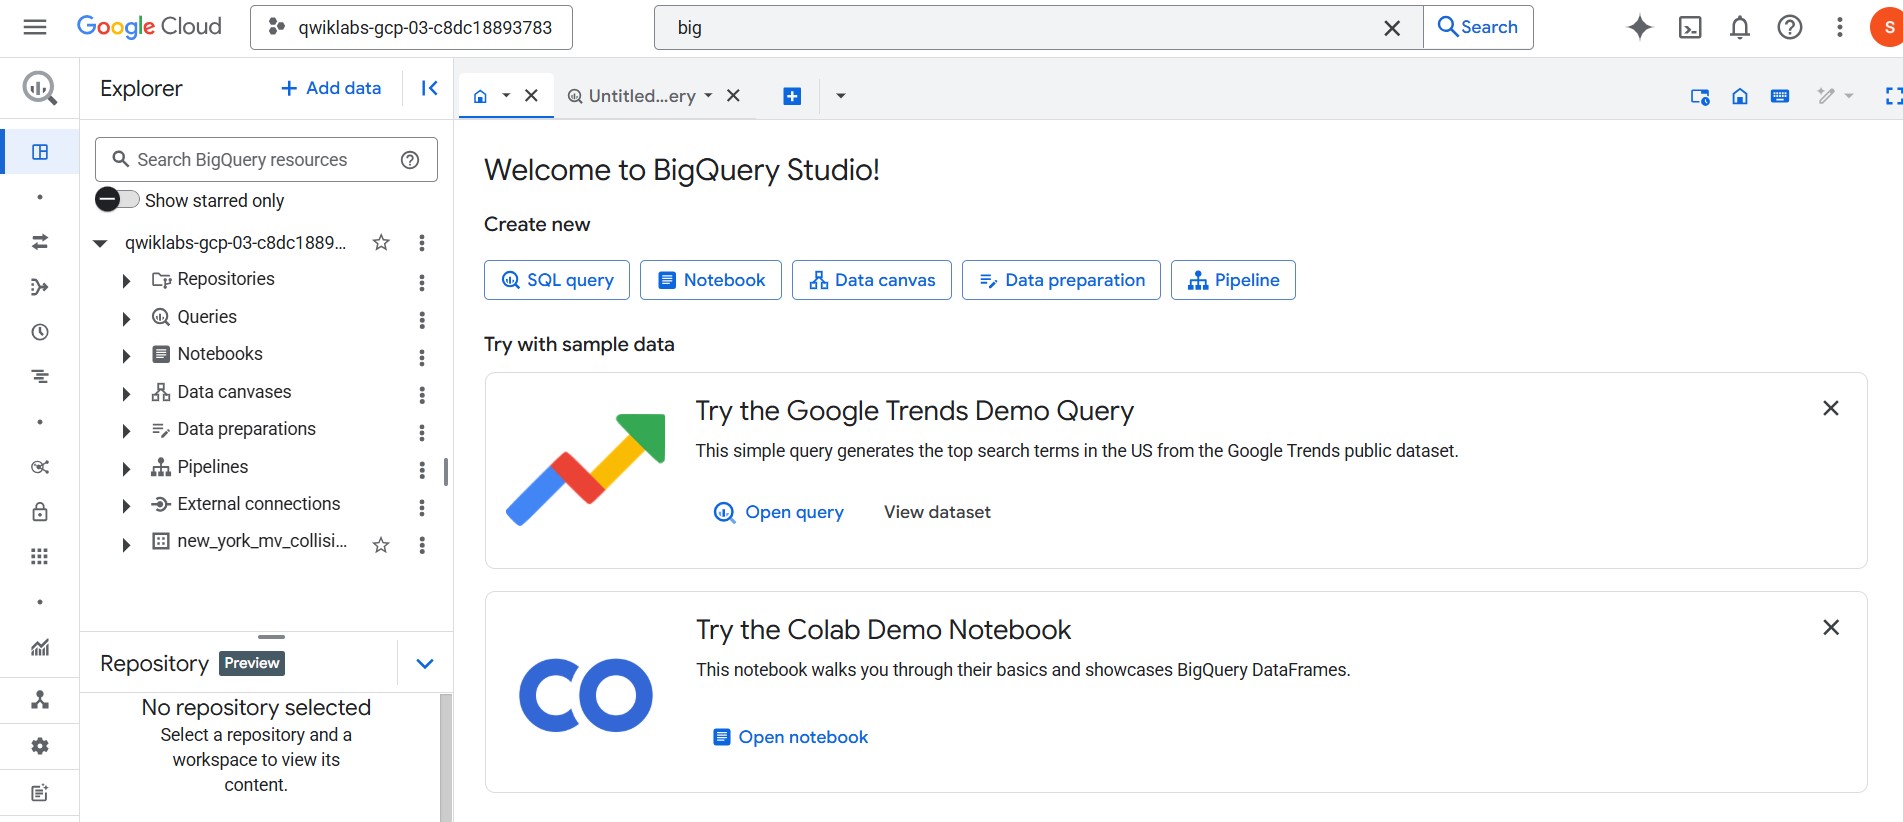 Google Cloud
qwiklabs-gcp-03-c8dc18893783
big
Search
S
Explorer
Add data
Untitled...ery
Search BigQuery resources
Show starred only
qwiklabs-gcp-03-c8dc1889...
Repositories
Queries
Notebooks
Data canvases
Data preparations
Pipelines
External connections
new_york_mv_collisi...
Repository Preview
No repository selected
Select a repository and a
workspace to view its
content.
Welcome to BigQuery Studio!
Create new
SQL query
Notebook
Data canvas
Data preparation
Pipeline
Try with sample data
Try the Google Trends Demo Query
This simple query generates the top search terms in the US from the Google Trends public dataset.
Open query
View dataset
CO
Try the Colab Demo Notebook
This notebook walks you through their basics and showcases BigQuery DataFrames.
Open notebook